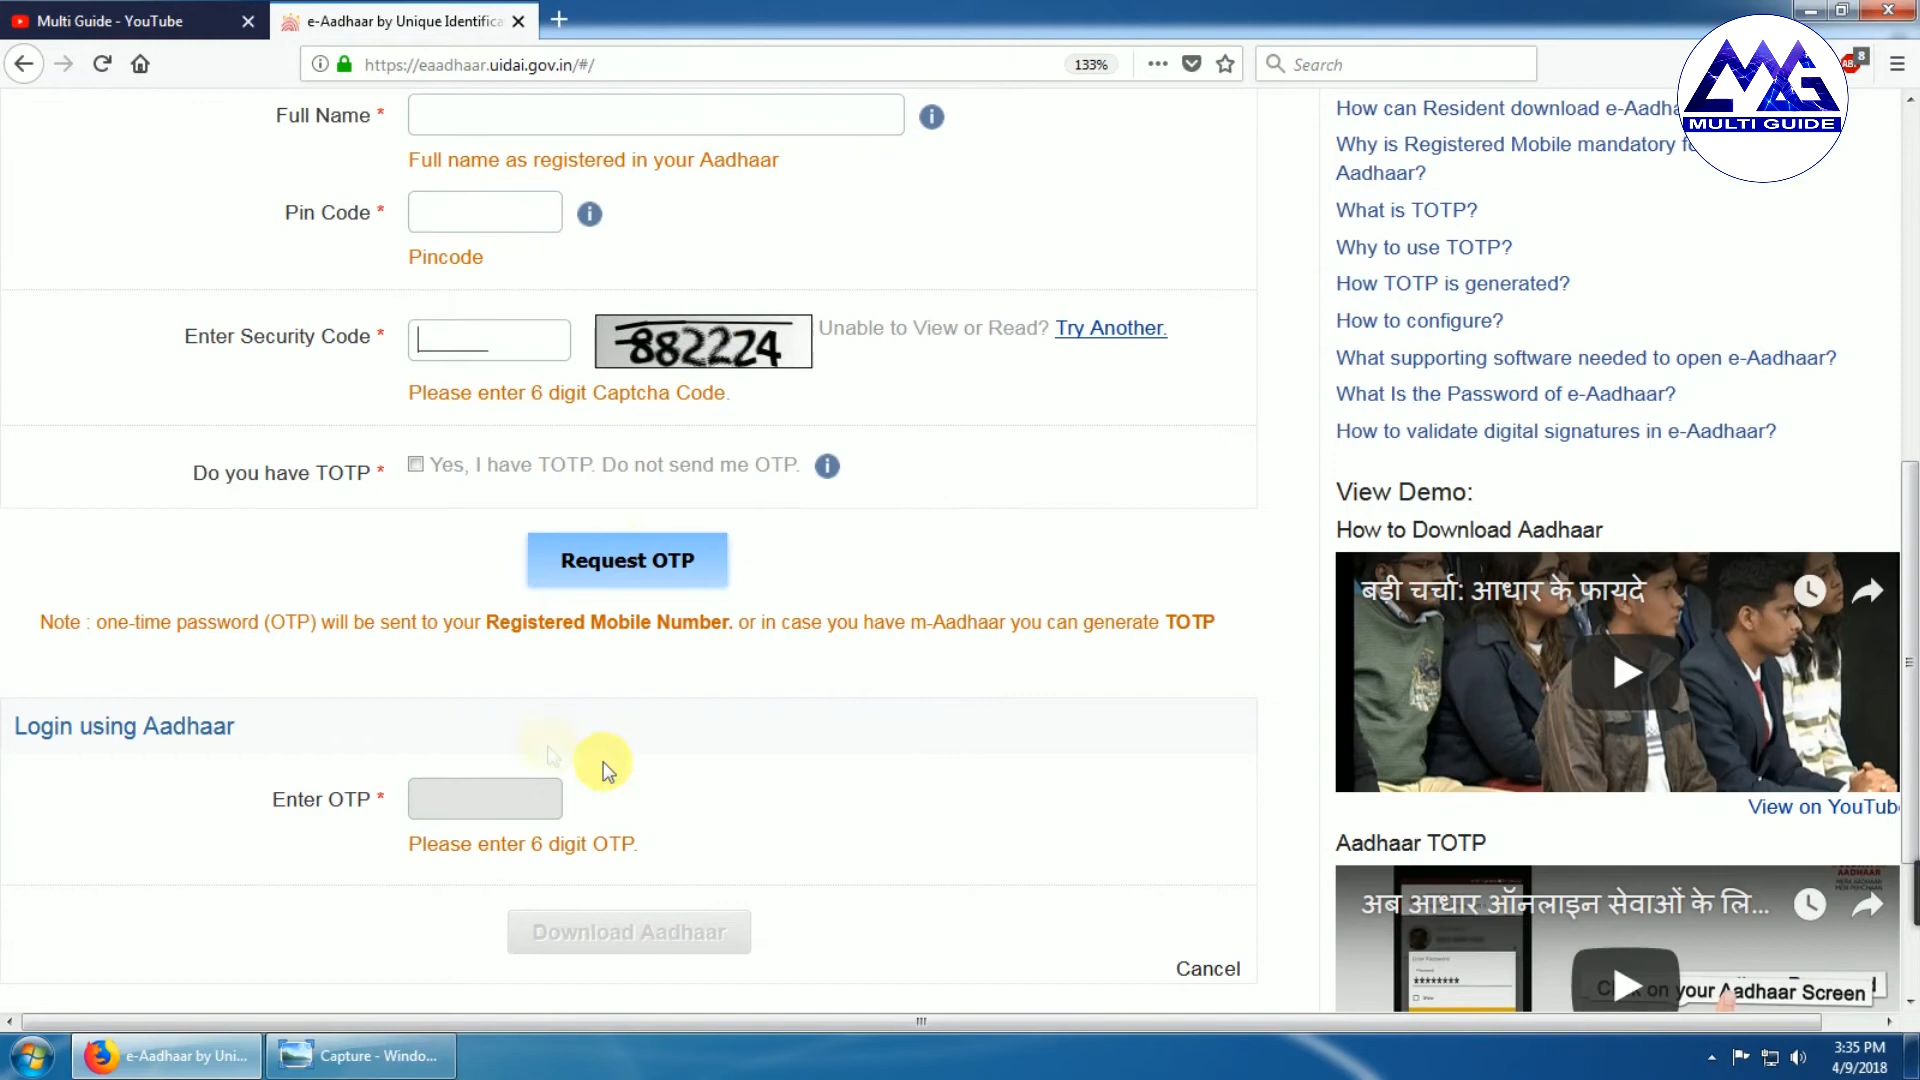 Multi Guide - YouTube
e-Aadhaar by Unique Identifica
https://eaadhaar.uidai.gov.in/#/
133%
Search
8
MULTI GUIDE
Full Name *
Full name as registered in your Aadhaar
Pin Code *
Pincode
Enter Security Code *
882224
Unable to View or Read? Try Another.
Please enter 6 digit Captcha Code.
Do you have TOTP *
Yes, I have TOTP. Do not send me OTP.
Request OTP
Note : one-time password (OTP) will be sent to your Registered Mobile Number. or in case you have m-Aadhaar you can generate TOTP
Login using Aadhaar
Enter OTP *
Please enter 6 digit OTP.
Download Aadhaar
Cancel
How can Resident download e-Aadha
Why is Registered Mobile mandatory fo
Aadhaar?
What is TOTP?
Why to use TOTP?
How TOTP is generated?
How to configure?
What supporting software needed to open e-Aadhaar?
What Is the Password of e-Aadhaar?
How to validate digital signatures in e-Aadhaar?
View Demo:
How to Download Aadhaar
बड़ी चर्चा: आधार के फायदे
View on YouTub
Aadhaar TOTP
अब आधार ऑनलाइन सेवाओं के लि...
AADHAAR
on your Aadhaar Screen
e-Aadhaar by Uni...
Capture - Windo...
3:35 PM
4/9/2018